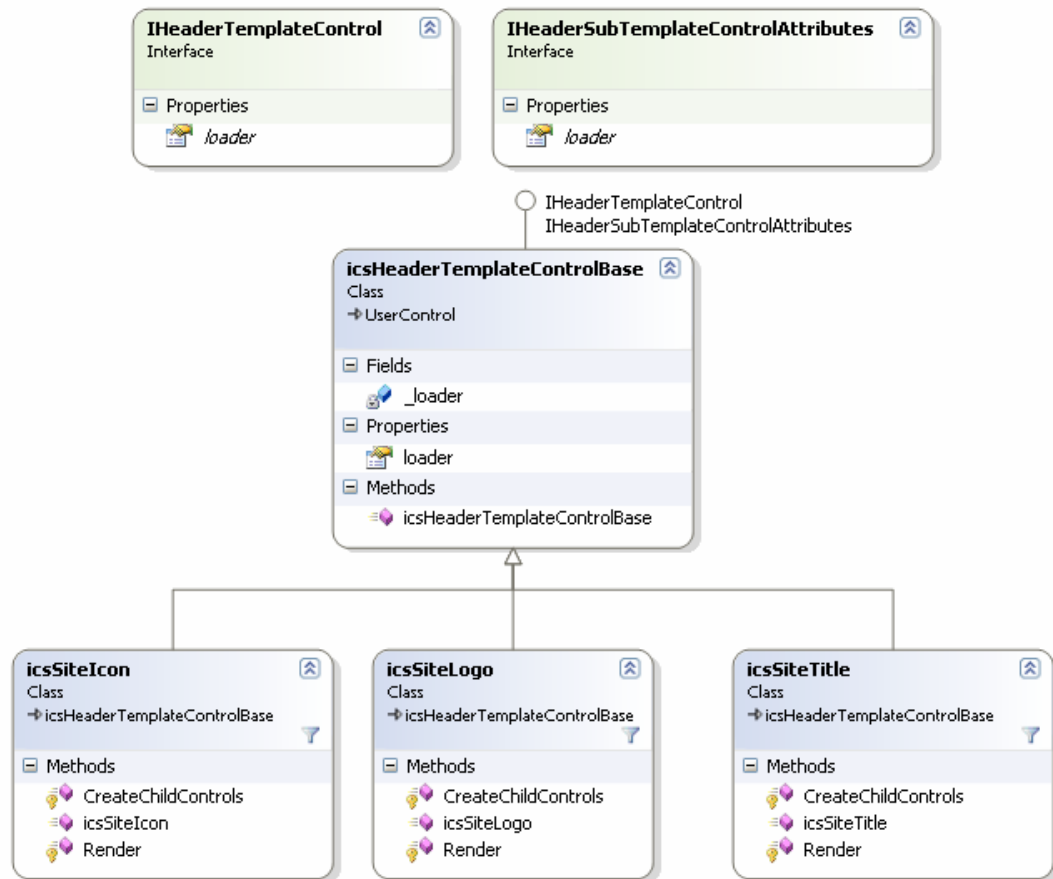 IHeaderTemplateControl
Interface
Properties
loader
IHeaderSubTemplateControlAttributes
Interface
Properties
loader
IHeaderTemplateControl
IHeaderSubTemplateControlAttributes
icsHeaderTemplateControlBase
Class
UserControl
Fields
_loader
Properties
loader
Methods
icsHeaderTemplateControlBase
icsSiteIcon
Class
icsHeaderTemplateControlBase
Methods
CreateChildControls
icsSiteIcon
Render
icsSiteLogo
Class
icsHeaderTemplateControlBase
Methods
CreateChildControls
icsSiteLogo
Render
icsSiteTitle
Class
icsHeaderTemplateControlBase
Methods
CreateChildControls
icsSiteTitle
Render